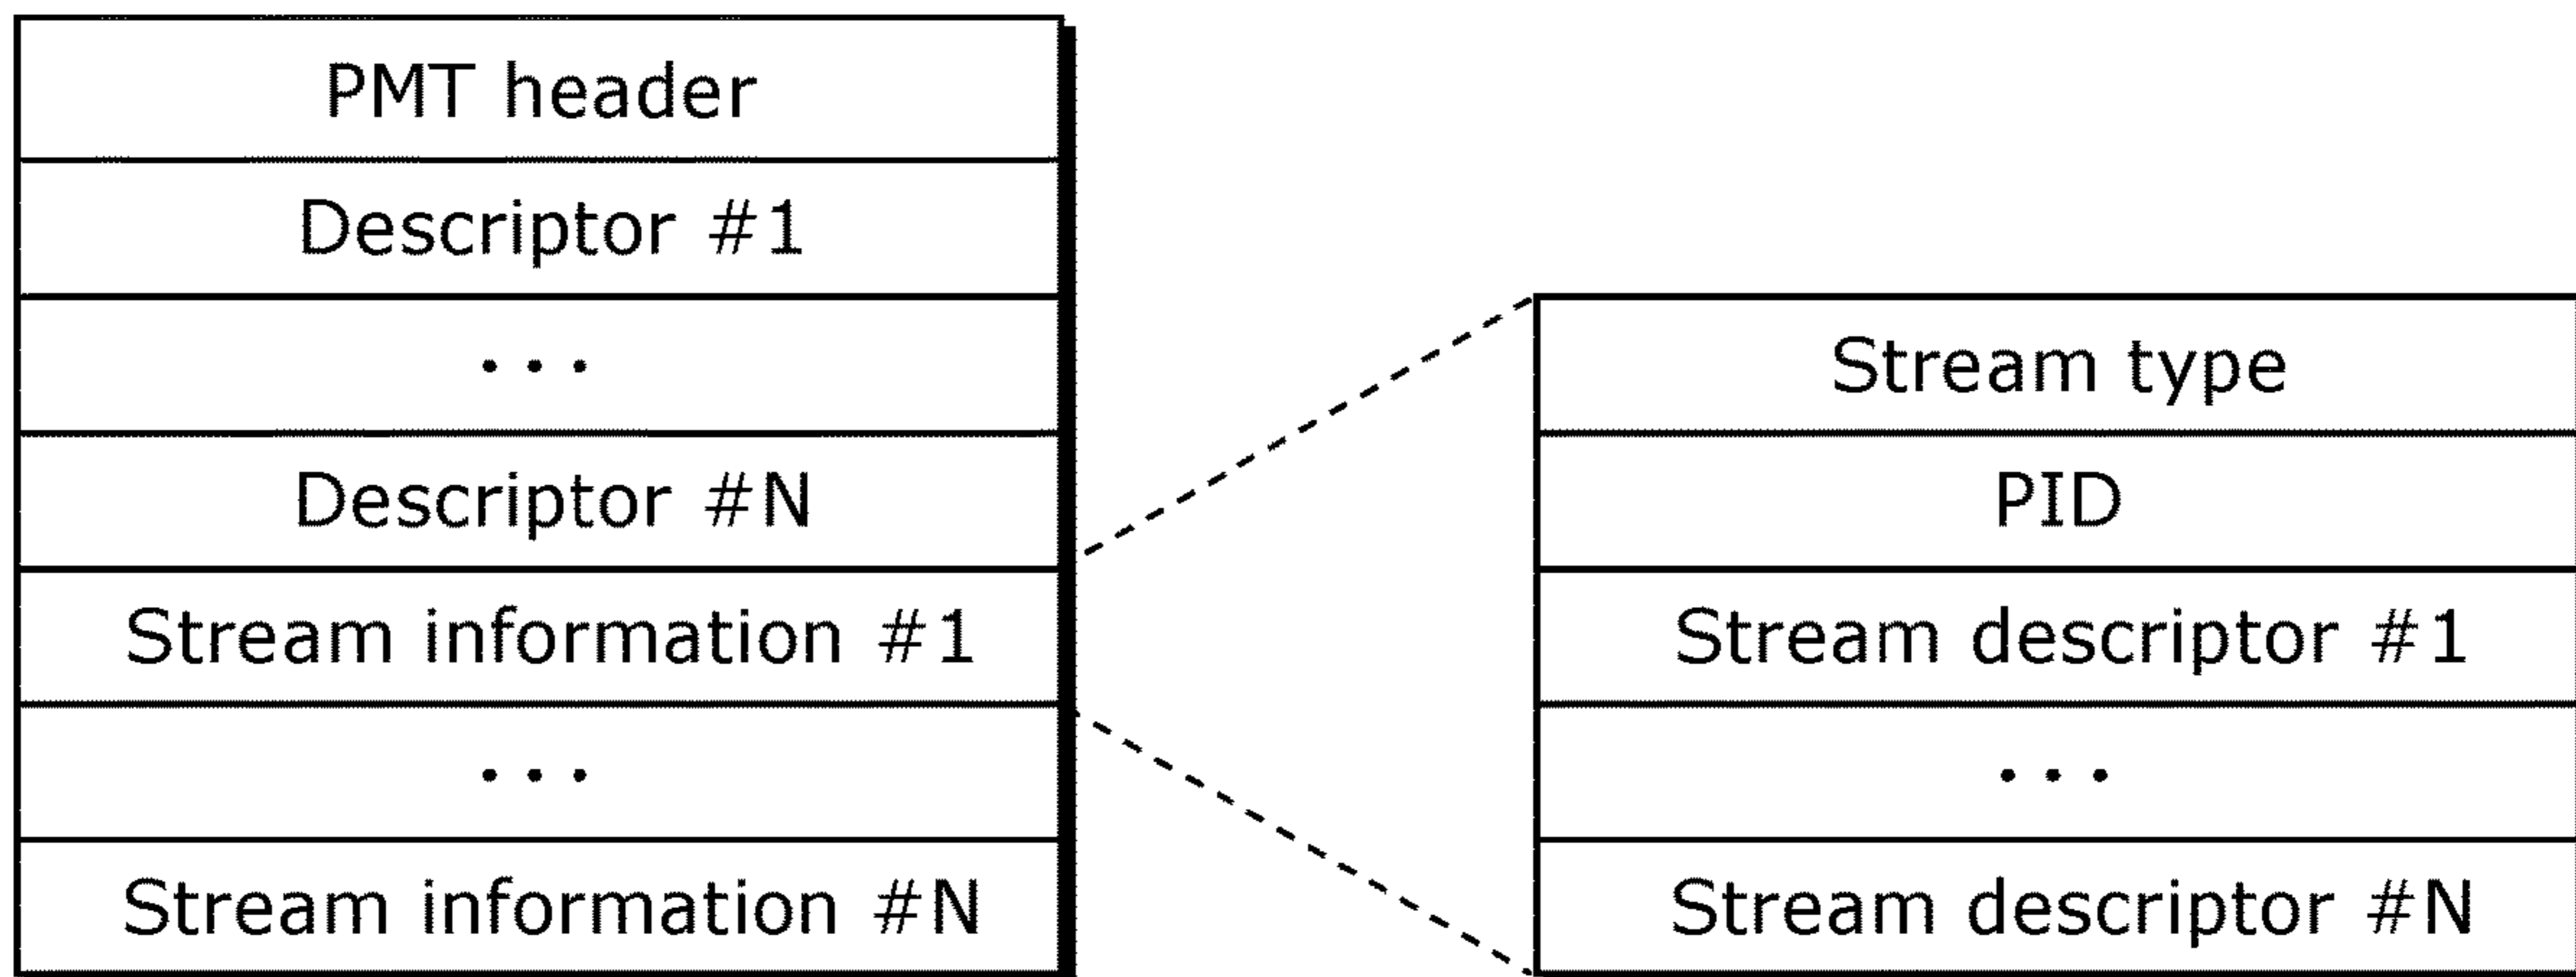 PMT header
Descriptor #1
...
Descriptor #N
Stream information #1
...
Stream information #N
Stream type
PID
Stream descriptor #1
...
Stream descriptor #N